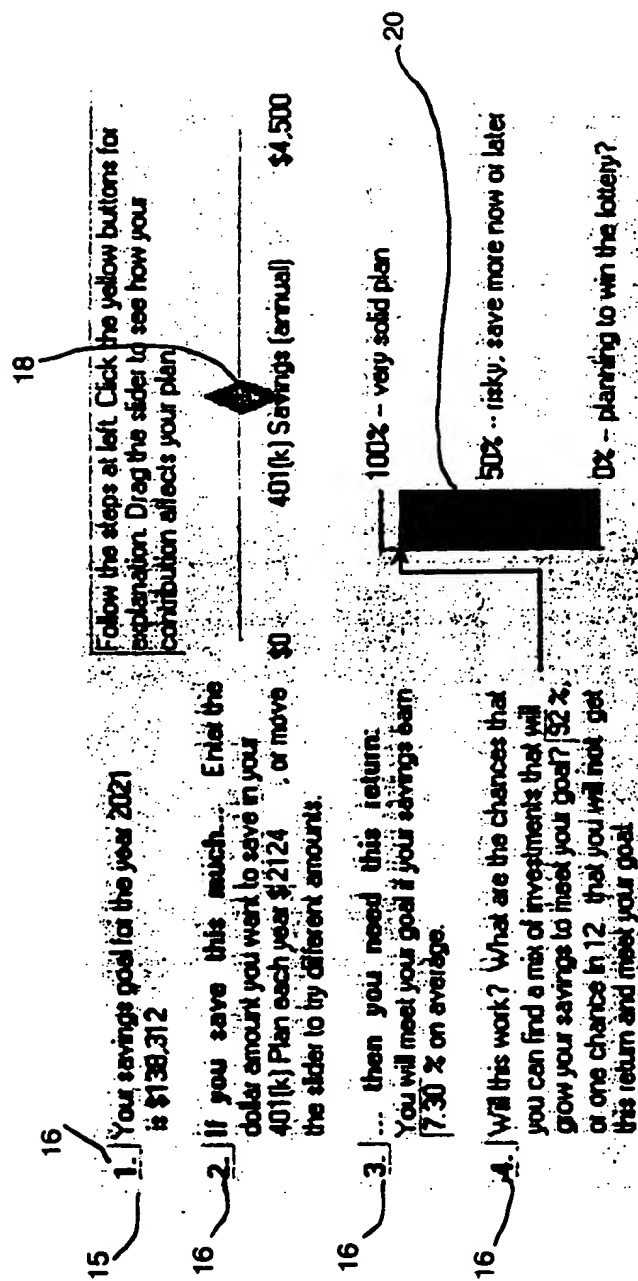 15
16
1. Your savings goal for the year 2021
is $138,312
16
2. If you save this much... Enter the
dollar amount you want to save in your
401(k) Plan each year $ 2124 , or move
the slider to try different amounts.
16
3. ... then you need this return:
You will meet your goal if your savings earn
7.30 % on average.
16
4. Will this work? What are the chances that
you can find a mix of investments that will
grow your savings to meet your goal? 92 %,
or one chance in 12 that you will not get
this return and meet your goal
Follow the steps at left. Click the yellow buttons for
explanation. Drag the slider to see how your
contribution affects your plan.
18
$0 401(k) Savings (annual) $4,500
100% - very solid plan
50% -- risky, save more now or later
0% - planning to win the lottery?
20